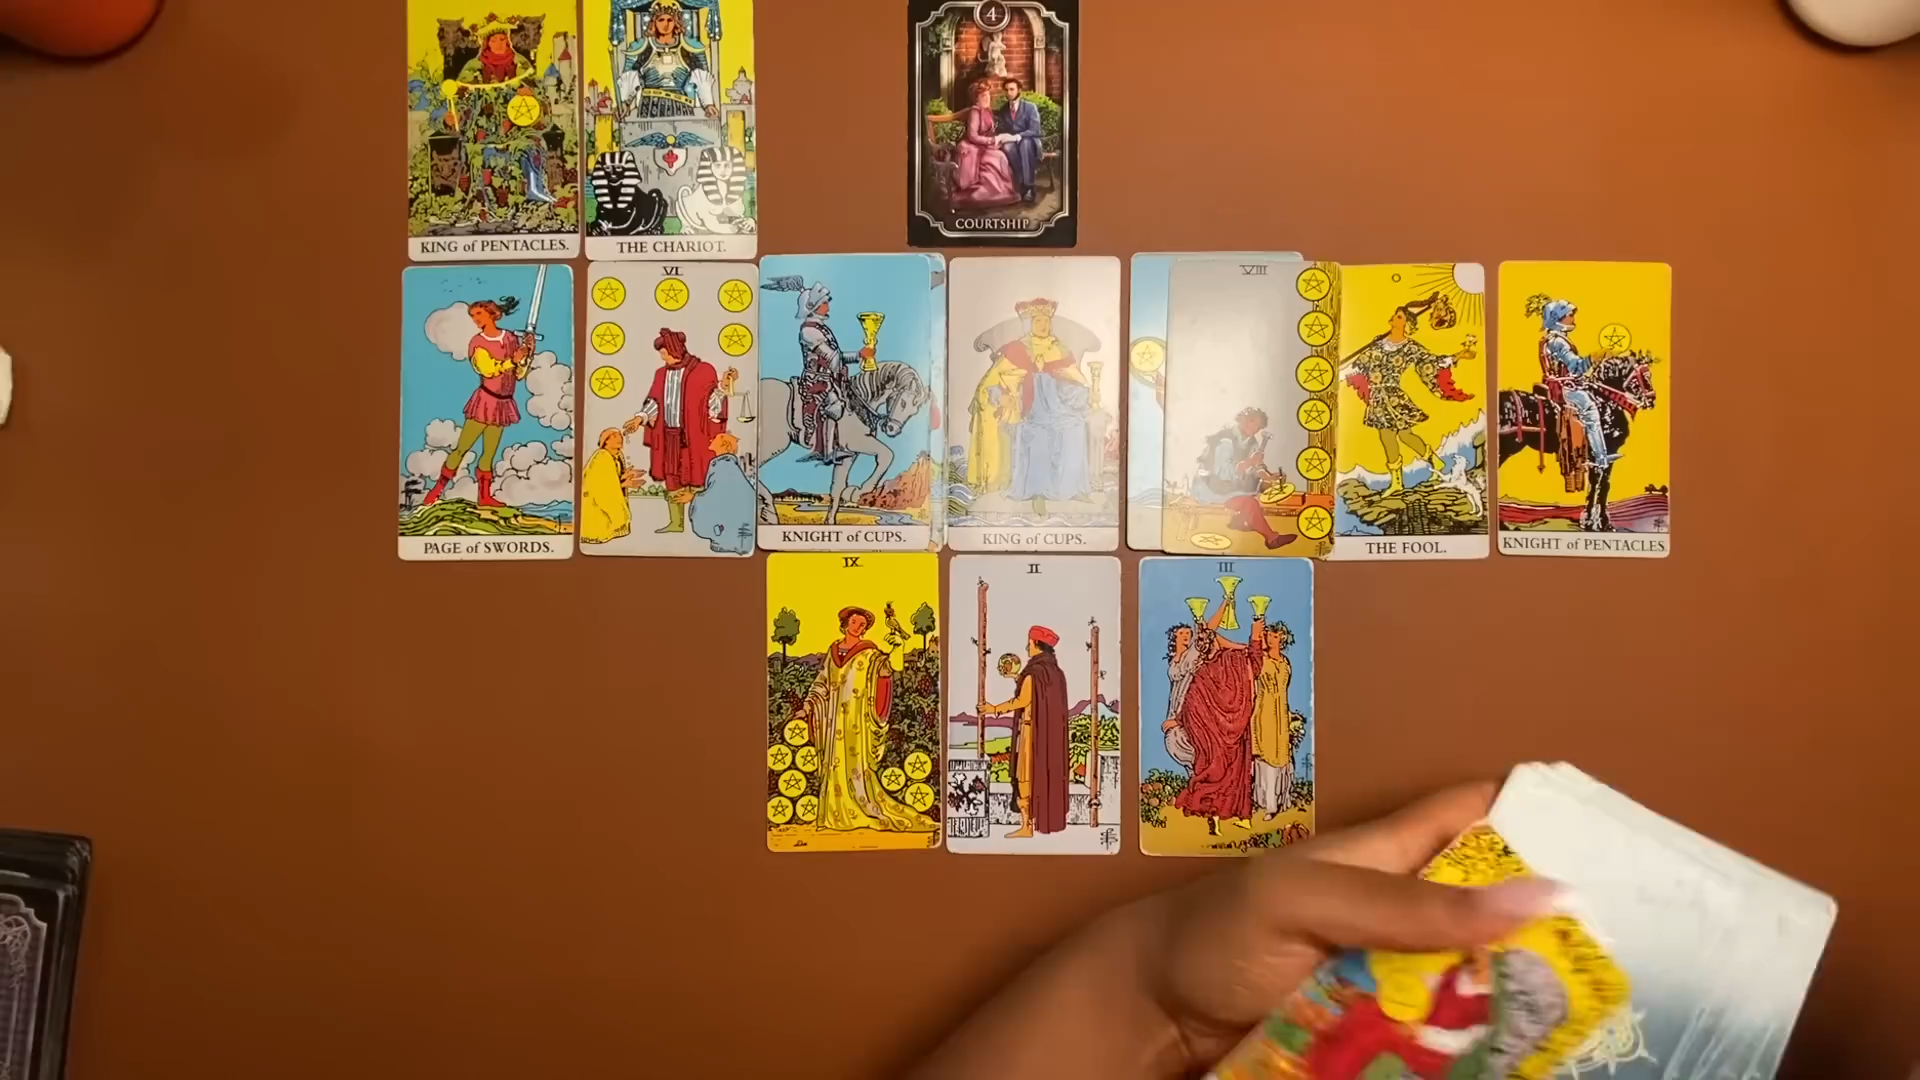 4
KING of PENTACLES.
THE CHARIOT.
COURTSHIP
VI
VIII
0
KNIGHT of CUPS.
KING of CUPS.
PAGE of SWORDS.
THE FOOL.
KNIGHT of PENTACLES.
IX
II
III